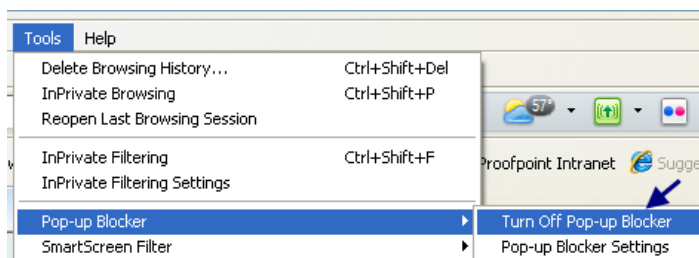 Tools Help
Delete Browsing History... Ctrl+Shift+Del
InPrivate Browsing Ctrl+Shift+P
Reopen Last Browsing Session
57°
InPrivate Filtering Ctrl+Shift+F
Proofpoint Intranet
InPrivate Filtering Settings
Pop-up Blocker
Turn Off Pop-up Blocker
SmartScreen Filter
Pop-up Blocker Settings